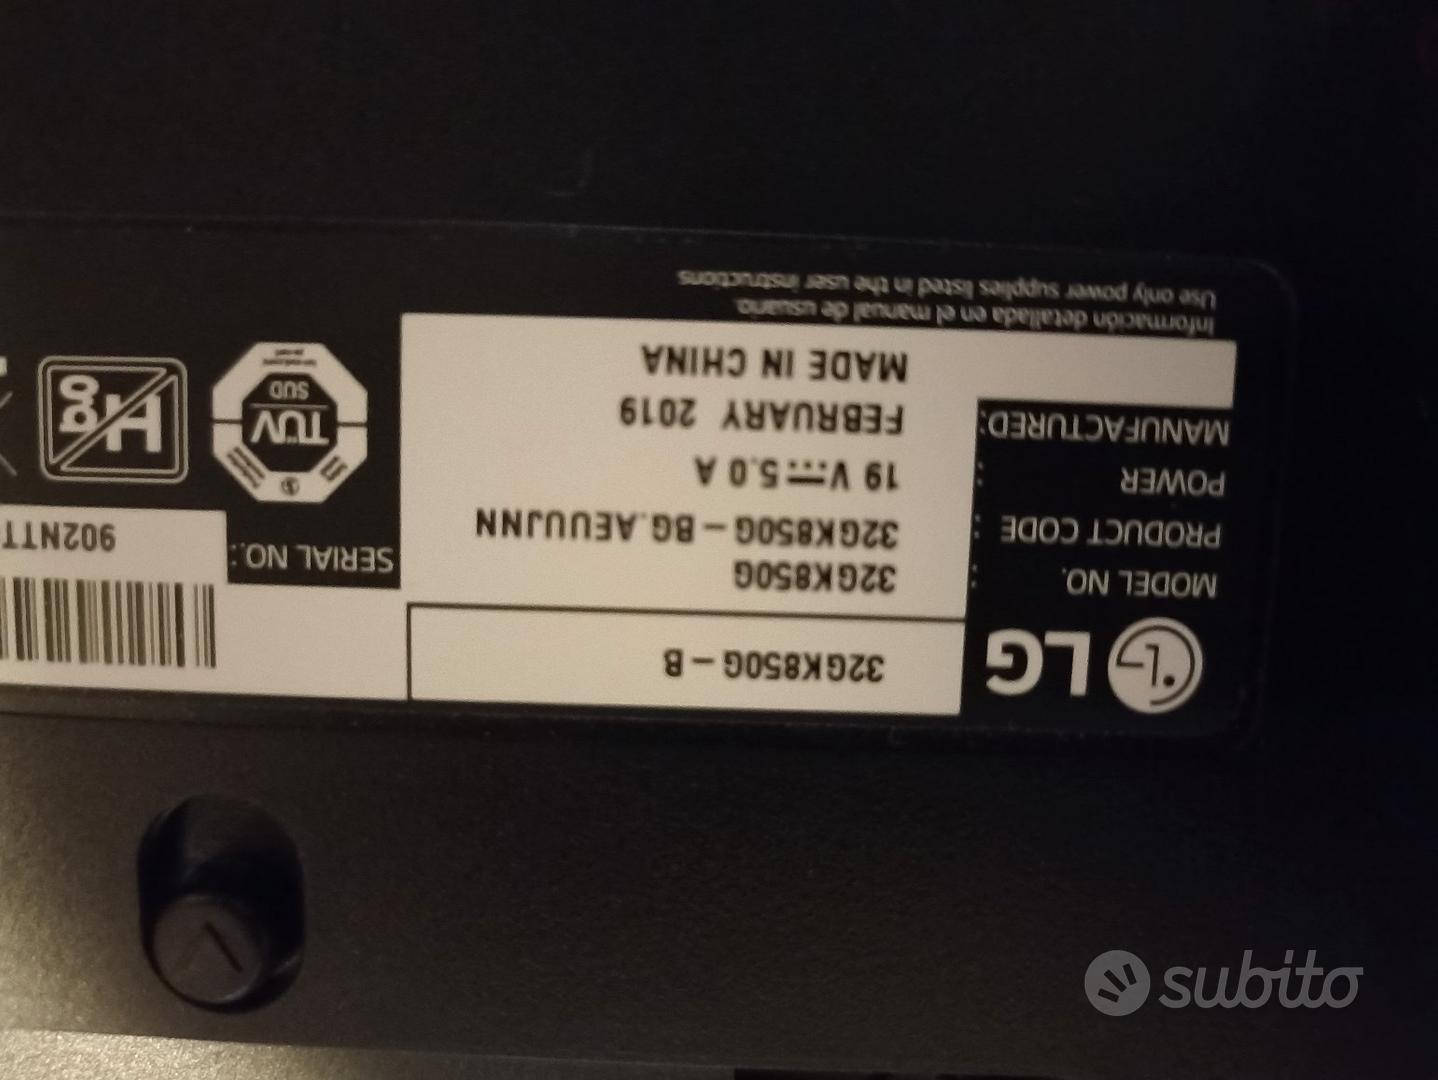 LG
32GK850G-B
MODEL NO. : 32GK850G
PRODUCT CODE : 32GK850G-BG.AEUUJNN
POWER : 19 V 5.0 A
MANUFACTURED: FEBRUARY 2019
MADE IN CHINA
Información detallada en el manual de usuario.
Use only power supplies listed in the user instructions
SERIAL NO. :
902NT
TÜV
SUD
Hg
subito